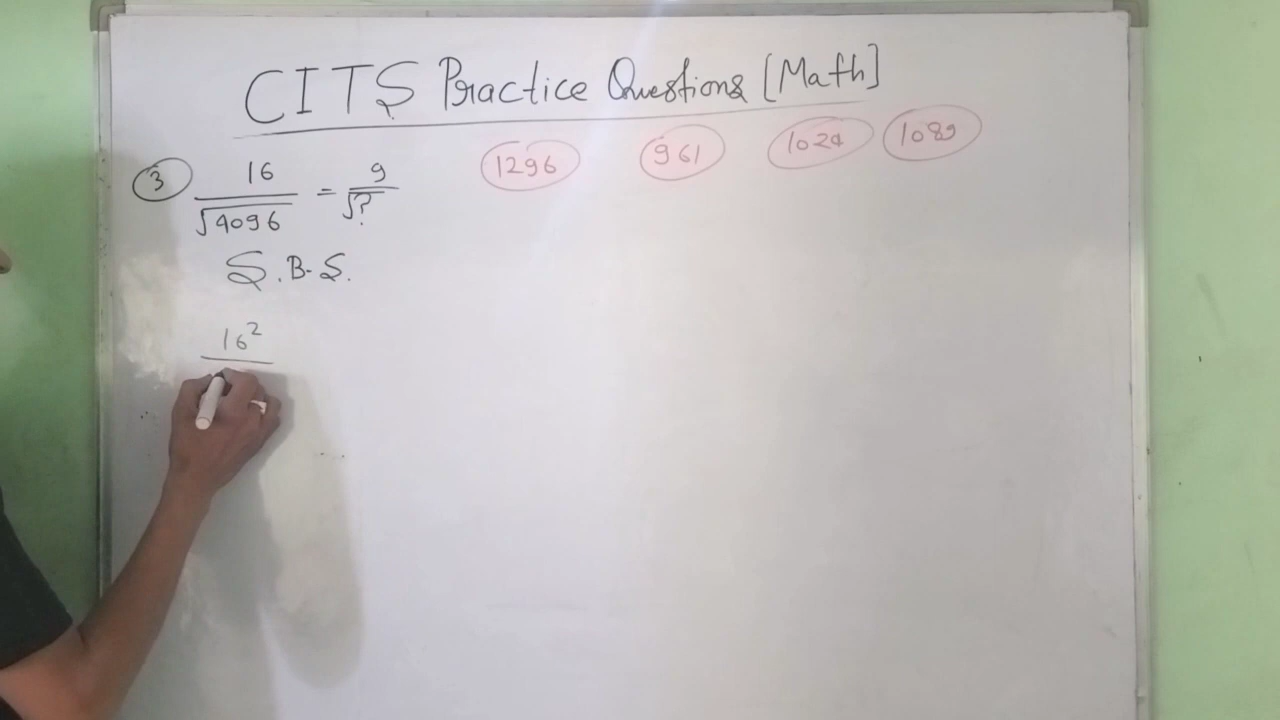 CITS Practice Questions [Math]
1296 961 1024 1089
③ 16/√4096 = 9/√?
S.B.S.
16²